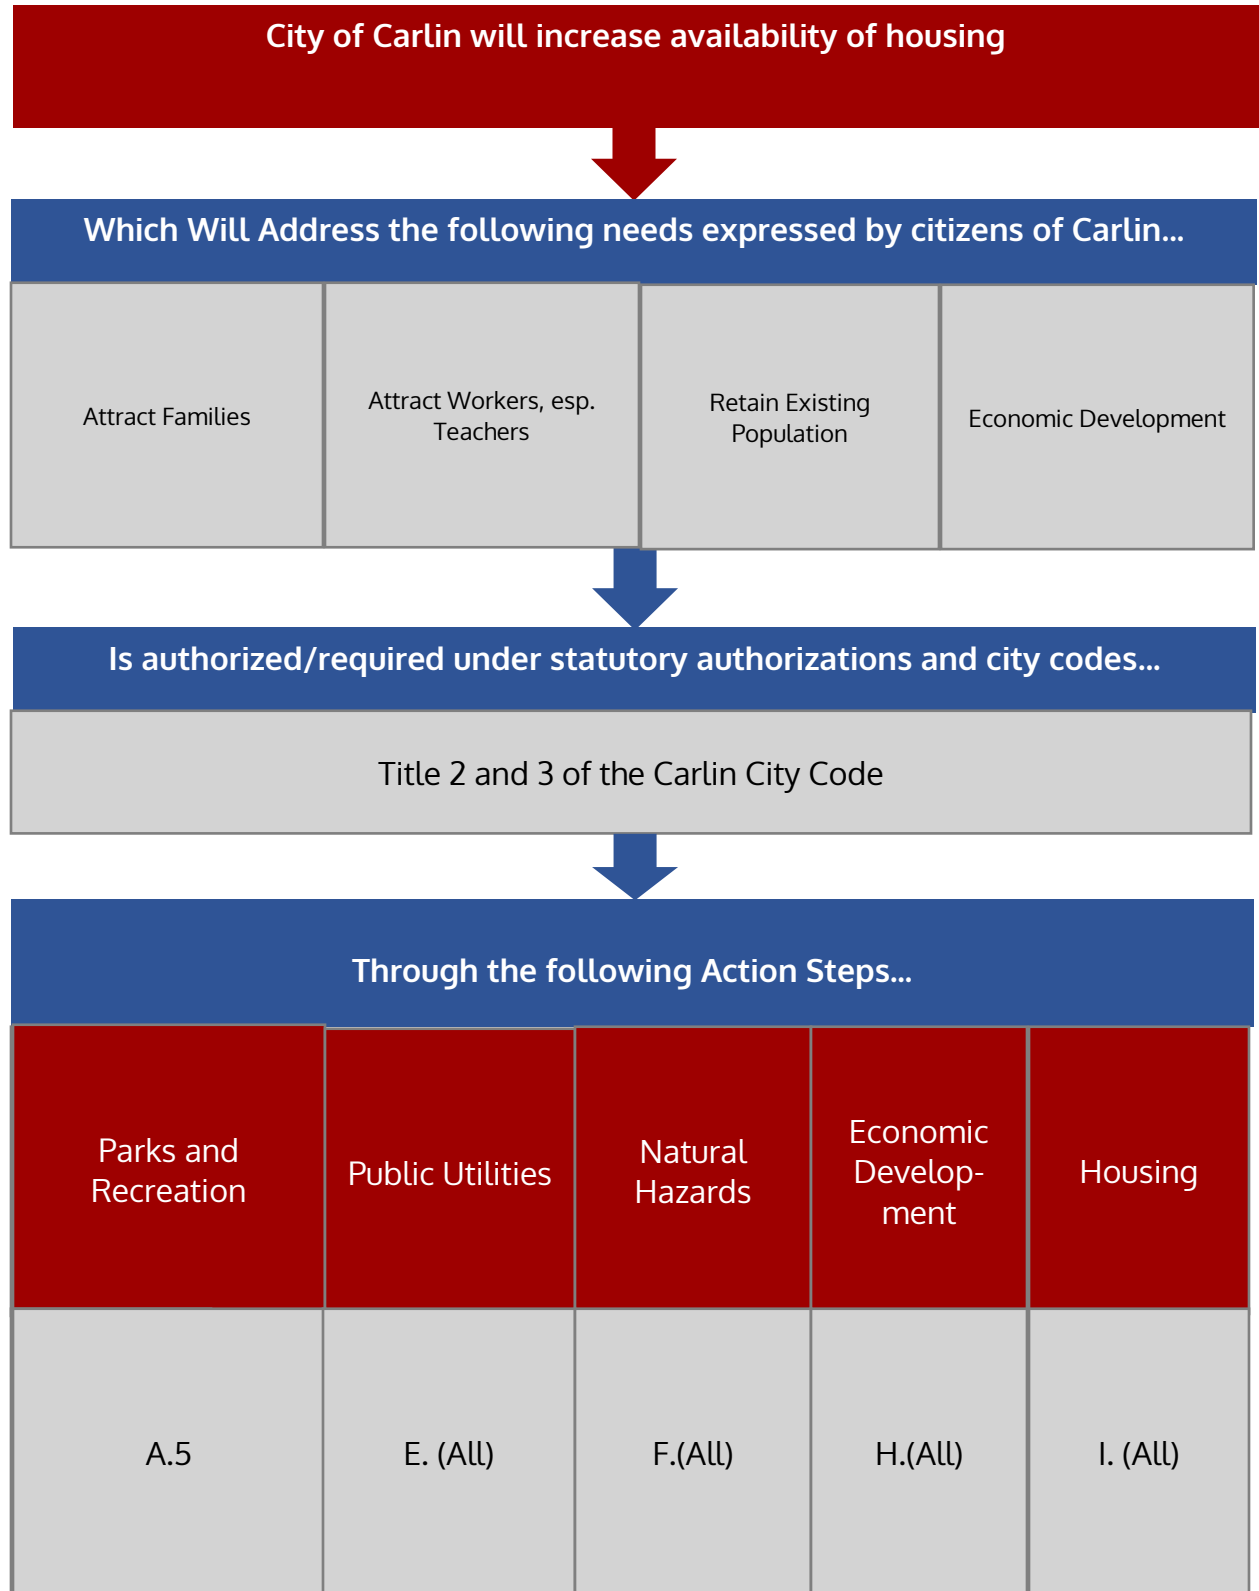 City of Carlin will increase availability of housing
Which Will Address the following needs expressed by citizens of Carlin...
Attract Families
Attract Workers, esp.
Teachers
Retain Existing
Population
Economic Development
Is authorized/required under statutory authorizations and city codes...
Title 2 and 3 of the Carlin City Code
Through the following Action Steps...
Parks and
Recreation
Public Utilities
Natural
Hazards
Economic
Develop-
ment
Housing
A.5
E. (All)
F.(All)
H.(All)
I. (All)